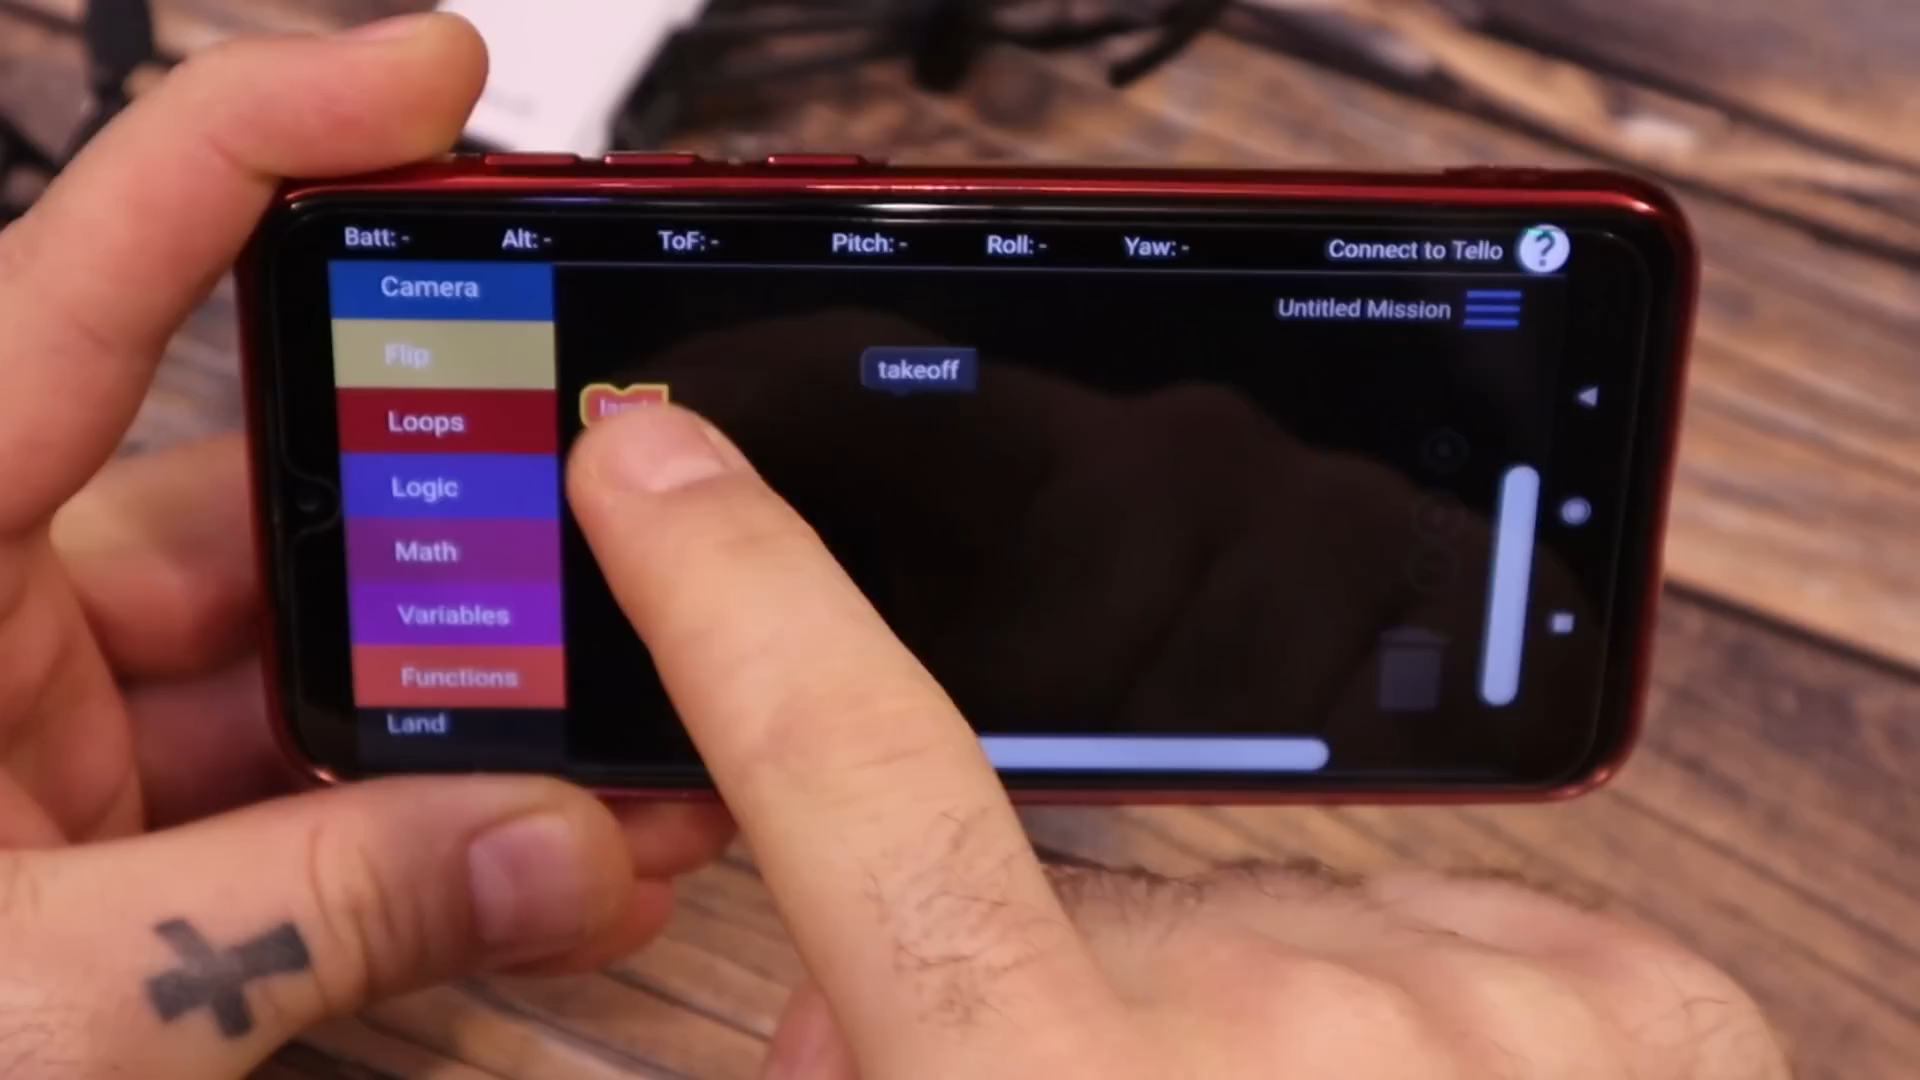 Batt: -
Alt: -
ToF: -
Pitch: -
Roll: -
Yaw: -
Connect to Tello
?
Untitled Mission
Camera
Flip
Loops
Logic
Math
Variables
Functions
Land
takeoff
land